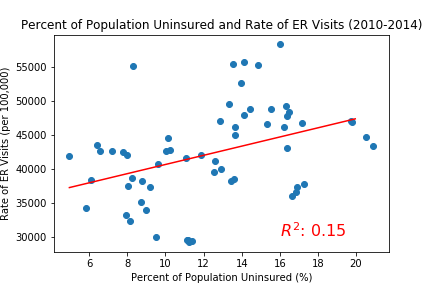 Percent of Population Uninsured and Rate of ER Visits (2010-2014)
Rate of ER Visits (per 100,000)
55000
50000
45000
40000
35000
30000
R²: 0.15
6 8 10 12 14 16 18 20
Percent of Population Uninsured (%)